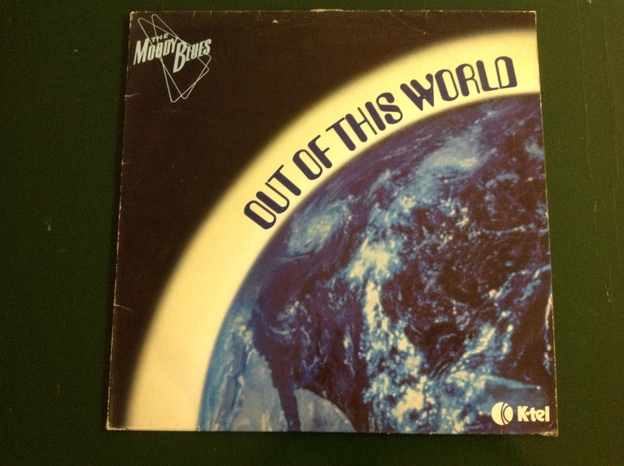 THE
MOODY BLUES
OUT OF THIS WORLD
K-tel